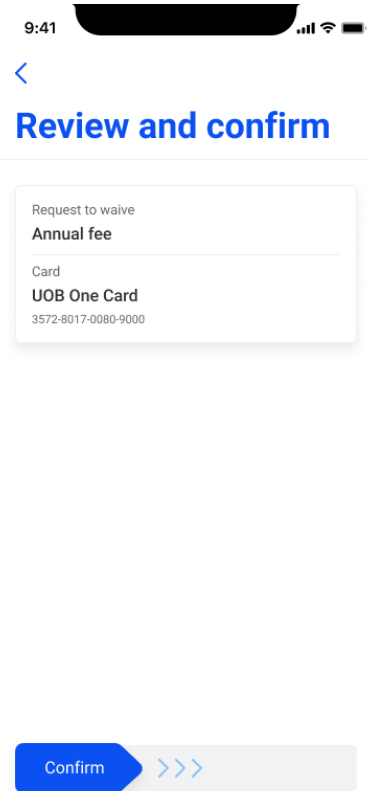 9:41
Review and confirm
Request to waive
Annual fee
Card
UOB One Card
3572-8017-0080-9000
Confirm